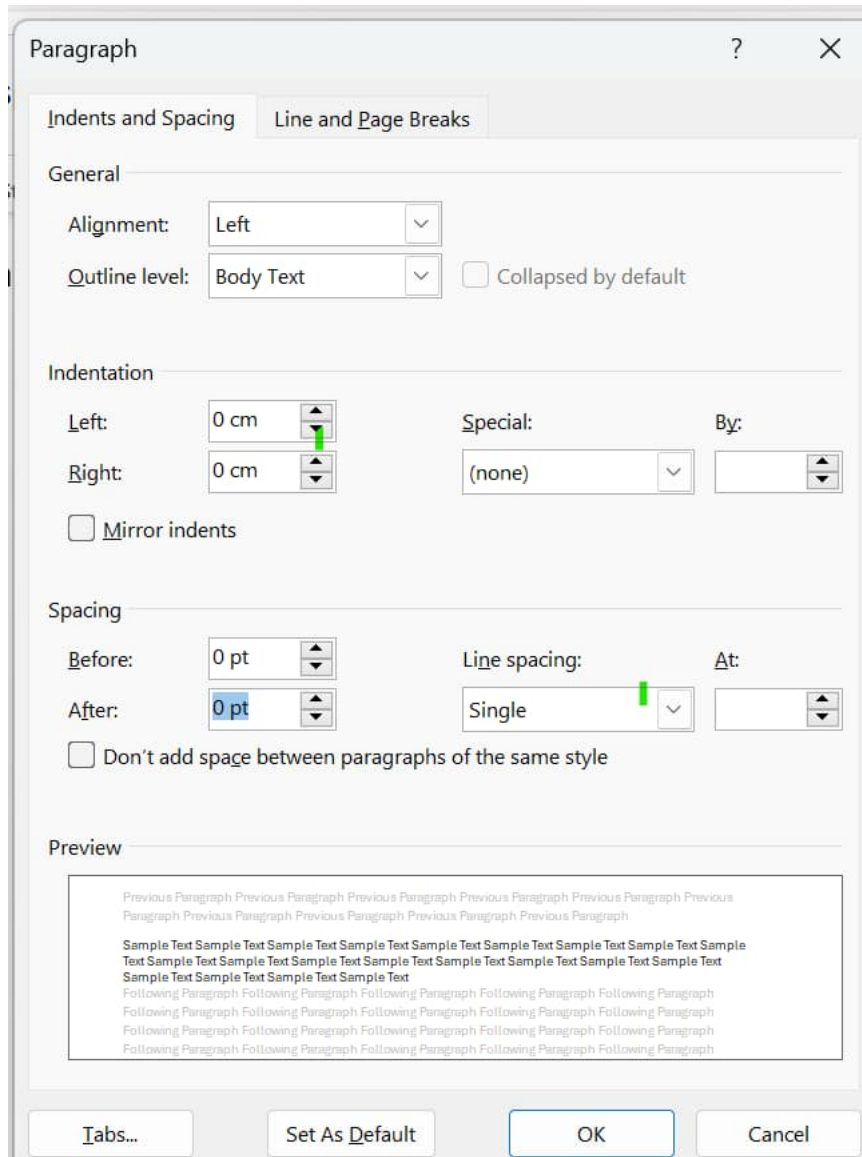 Paragraph ? X
Indents and Spacing Line and Page Breaks
General
Alignment: Left
Outline level: Body Text Collapsed by default
Indentation
Left: 0 cm Special: By:
Right: 0 cm (none)
Mirror indents
Spacing
Before: 0 pt Line spacing: At:
After: 0 pt Single
Don't add space between paragraphs of the same style
Preview
Previous Paragraph Previous Paragraph Previous Paragraph Previous Paragraph Previous Paragraph Previous
Paragraph Previous Paragraph Previous Paragraph Previous Paragraph Previous Paragraph
Sample Text Sample Text Sample Text Sample Text Sample Text Sample Text Sample Text Sample Text Sample
Text Sample Text Sample Text Sample Text Sample Text Sample Text Sample Text Sample Text Sample Text
Sample Text Sample Text Sample Text Sample Text
Following Paragraph Following Paragraph Following Paragraph Following Paragraph Following Paragraph
Following Paragraph Following Paragraph Following Paragraph Following Paragraph Following Paragraph
Following Paragraph Following Paragraph Following Paragraph Following Paragraph Following Paragraph
Following Paragraph Following Paragraph Following Paragraph Following Paragraph Following Paragraph
Tabs... Set As Default OK Cancel